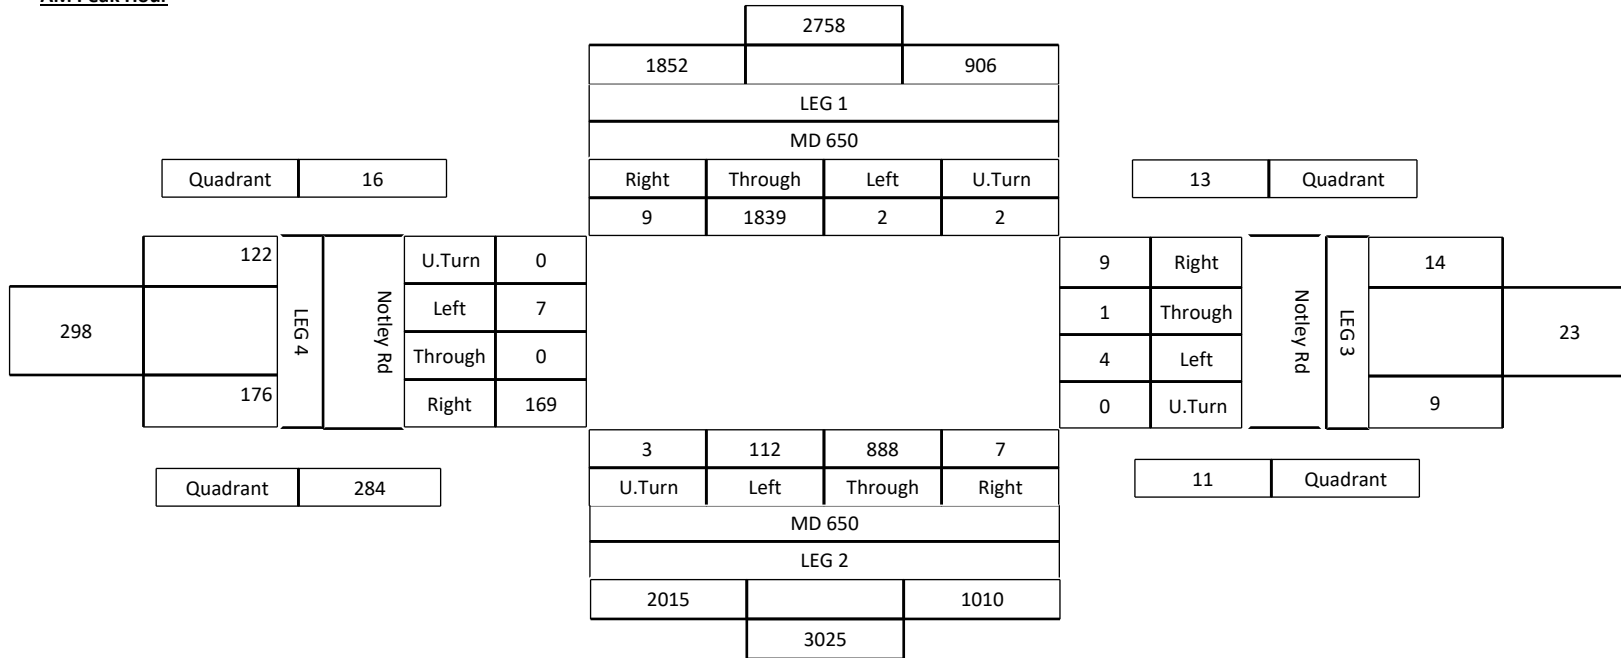 AM Peak Hour
2758
1852 906
LEG 1
MD 650
Quadrant 16
Right Through Left U.Turn
13 Quadrant
9 1839 2 2
122
LEG 4
Notley Rd
U.Turn 0
Left 7
Through 0
Right 169
298
176
9 Right
1 Through
4 Left
0 U.Turn
Notley Rd
LEG 3
14
23
9
3 112 888 7
U.Turn Left Through Right
Quadrant 284
11 Quadrant
MD 650
LEG 2
2015 1010
3025